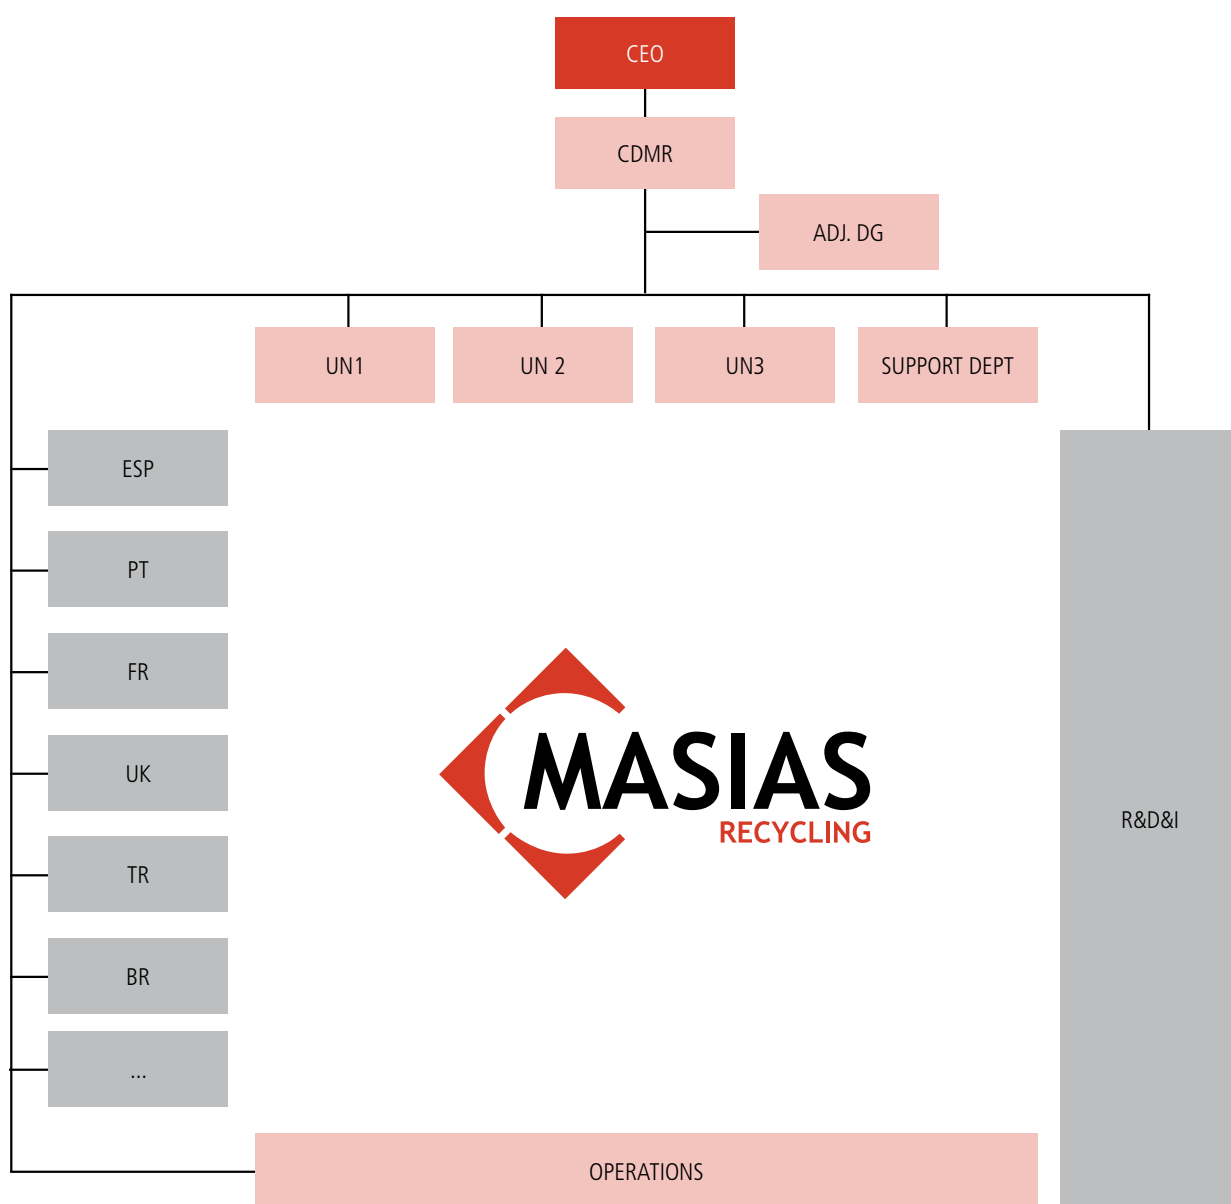 CEO
CDMR
ADJ. DG
UN1
UN 2
UN3
SUPPORT DEPT
ESP
PT
FR
UK
TR
BR
...
MASIAS
RECYCLING
R&D&I
OPERATIONS